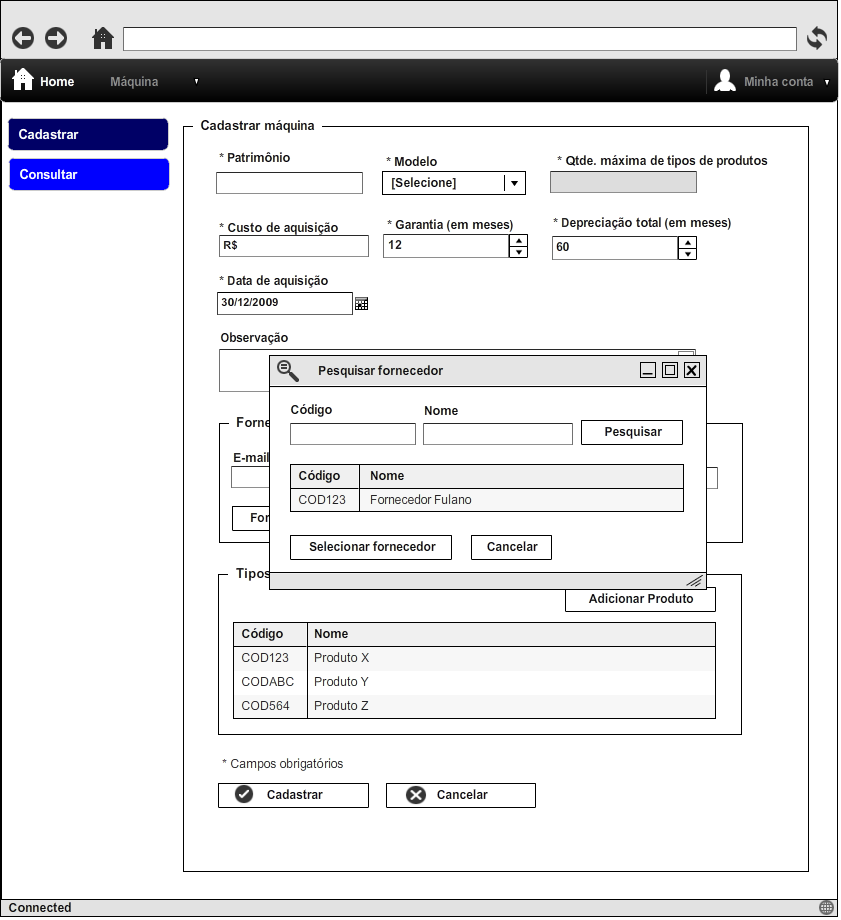 Home Máquina Minha conta
Cadastrar
Consultar
Cadastrar máquina
* Patrimônio
* Modelo
* Qtde. máxima de tipos de produtos
[Selecione]
* Custo de aquisição
* Garantia (em meses)
* Depreciação total (em meses)
R$
12
60
* Data de aquisição
30/12/2009
Observação
Pesquisar fornecedor
Código
Nome
Pesquisar
Código Nome
COD123 Fornecedor Fulano
Selecionar fornecedor
Cancelar
Forne
E-mail
For
Tipos
Adicionar Produto
Código Nome
COD123 Produto X
CODABC Produto Y
COD564 Produto Z
* Campos obrigatórios
Cadastrar
Cancelar
Connected